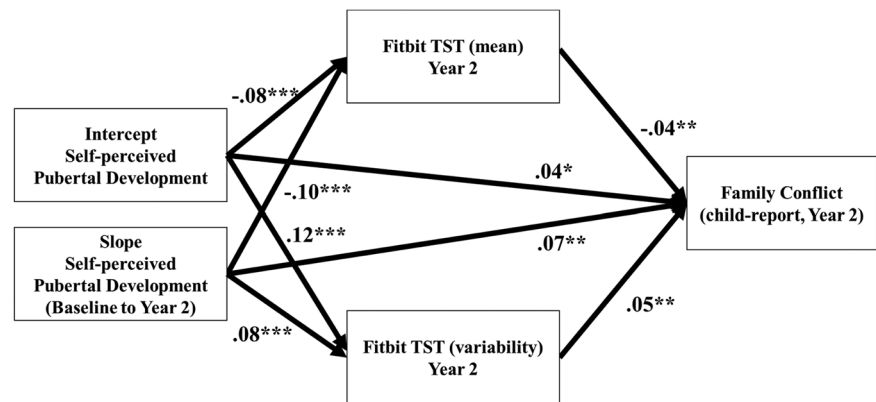 Fitbit TST (mean)
Year 2
-.08***
-.04**
Intercept
Self-perceived
Pubertal Development
.04*
Family Conflict
(child-report, Year 2)
-.10***
.12***
.07**
Slope
Self-perceived
Pubertal Development
(Baseline to Year 2)
.05**
.08***
Fitbit TST (variability)
Year 2